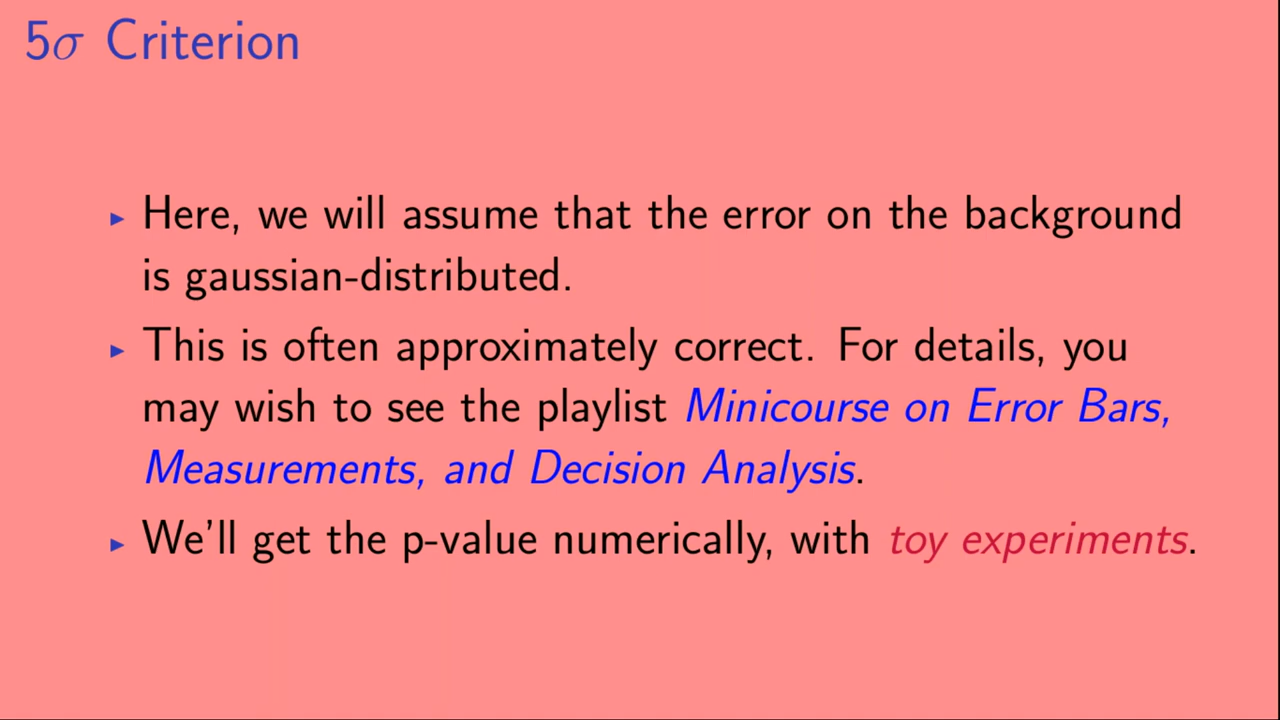 5σ Criterion
Here, we will assume that the error on the background
is gaussian-distributed.
This is often approximately correct. For details, you
may wish to see the playlist Minicourse on Error Bars,
Measurements, and Decision Analysis.
We'll get the p-value numerically, with toy experiments.